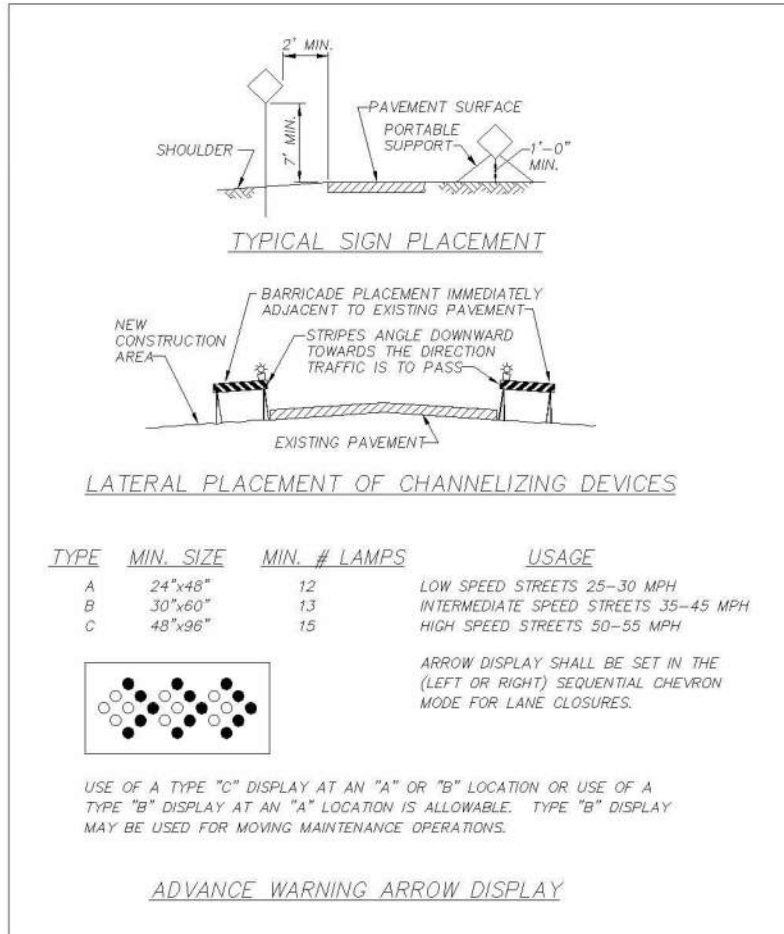 2' MIN.
7' MIN.
SHOULDER
PAVEMENT SURFACE
PORTABLE
SUPPORT
1'-0"
MIN.
TYPICAL SIGN PLACEMENT
BARRICADE PLACEMENT IMMEDIATELY
ADJACENT TO EXISTING PAVEMENT
NEW
CONSTRUCTION
AREA
STRIPES ANGLE DOWNWARD
TOWARDS THE DIRECTION
TRAFFIC IS TO PASS
EXISTING PAVEMENT
LATERAL PLACEMENT OF CHANNELIZING DEVICES
TYPE MIN. SIZE MIN. # LAMPS USAGE
A 24"x48" 12 LOW SPEED STREETS 25-30 MPH
B 30"x60" 13 INTERMEDIATE SPEED STREETS 35-45 MPH
C 48"x96" 15 HIGH SPEED STREETS 50-55 MPH
ARROW DISPLAY SHALL BE SET IN THE
(LEFT OR RIGHT) SEQUENTIAL CHEVRON
MODE FOR LANE CLOSURES.
USE OF A TYPE "C" DISPLAY AT AN "A" OR "B" LOCATION OR USE OF A
TYPE "B" DISPLAY AT AN "A" LOCATION IS ALLOWABLE. TYPE "B" DISPLAY
MAY BE USED FOR MOVING MAINTENANCE OPERATIONS.
ADVANCE WARNING ARROW DISPLAY